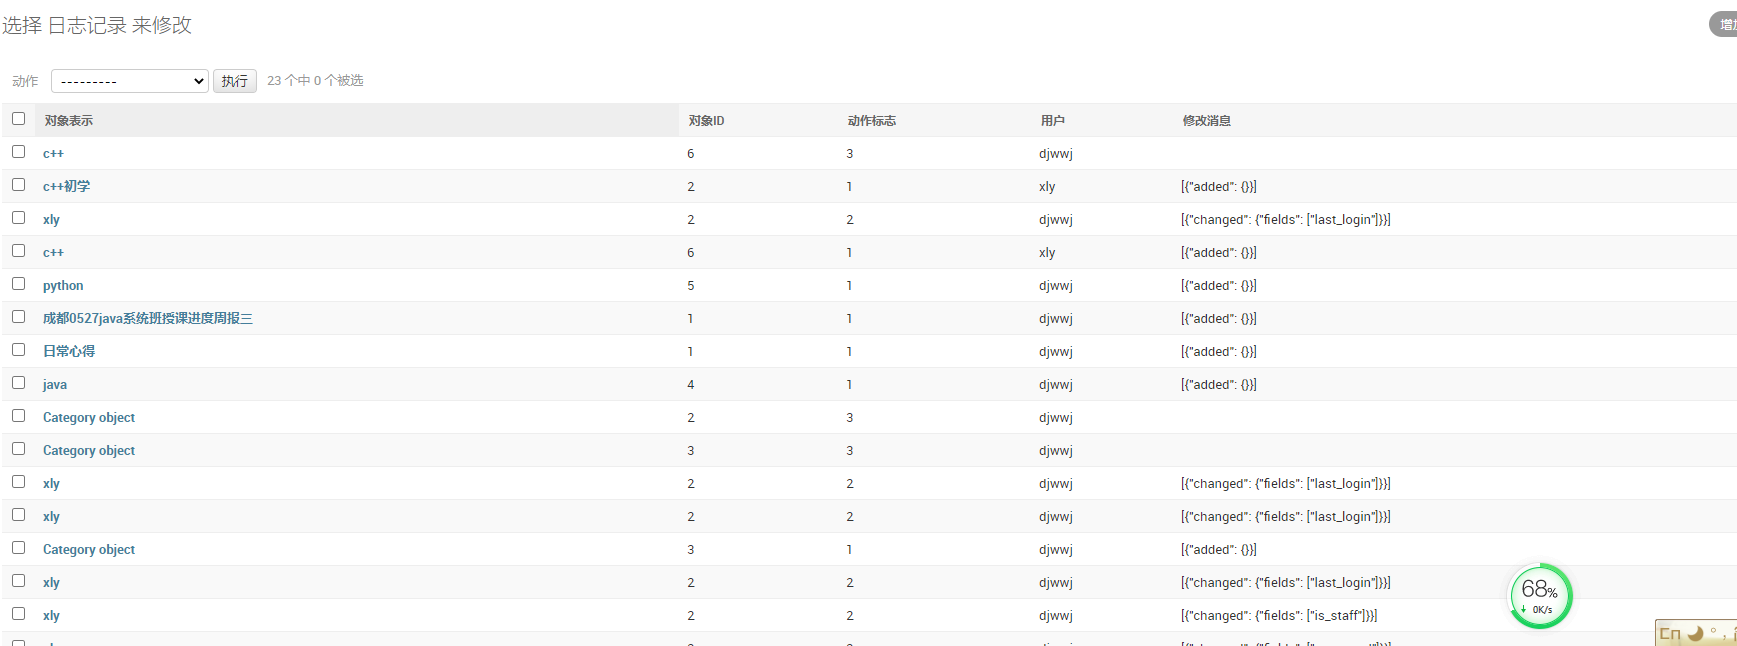 选择 日志记录 来修改
增加
动作 --------- 执行 23 个中 0 个被选
对象表示 对象ID 动作标志 用户 修改消息
c++ 6 3 djwwj
c++初学 2 1 xly [{"added": {}}]
xly 2 2 djwwj [{"changed": {"fields": ["last_login"]}}]
c++ 6 1 xly [{"added": {}}]
python 5 1 djwwj [{"added": {}}]
成都0527java系统班授课进度周报三 1 1 djwwj [{"added": {}}]
日常心得 1 1 djwwj [{"added": {}}]
java 4 1 djwwj [{"added": {}}]
Category object 2 3 djwwj
Category object 3 3 djwwj
xly 2 2 djwwj [{"changed": {"fields": ["last_login"]}}]
xly 2 2 djwwj [{"changed": {"fields": ["last_login"]}}]
Category object 3 1 djwwj [{"added": {}}]
xly 2 2 djwwj [{"changed": {"fields": ["last_login"]}}]
xly 2 2 djwwj [{"changed": {"fields": ["is_staff"]}}]
68%
↓ 0K/s